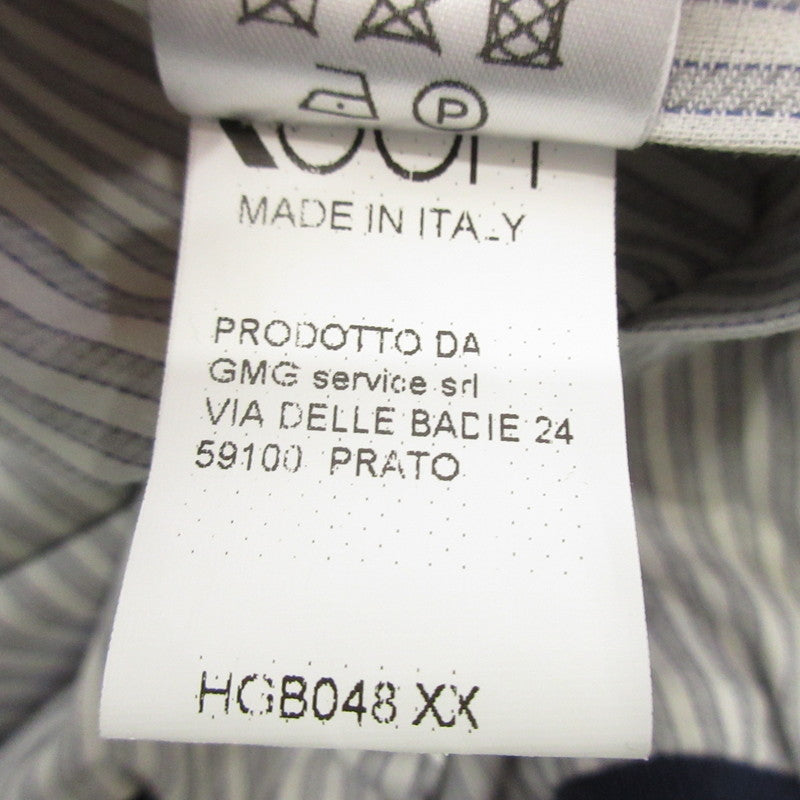 P
MADE IN ITALY
PRODOTTO DA
GMG service srl
VIA DELLE BADIE 24
59100 PRATO
HGB048 XX